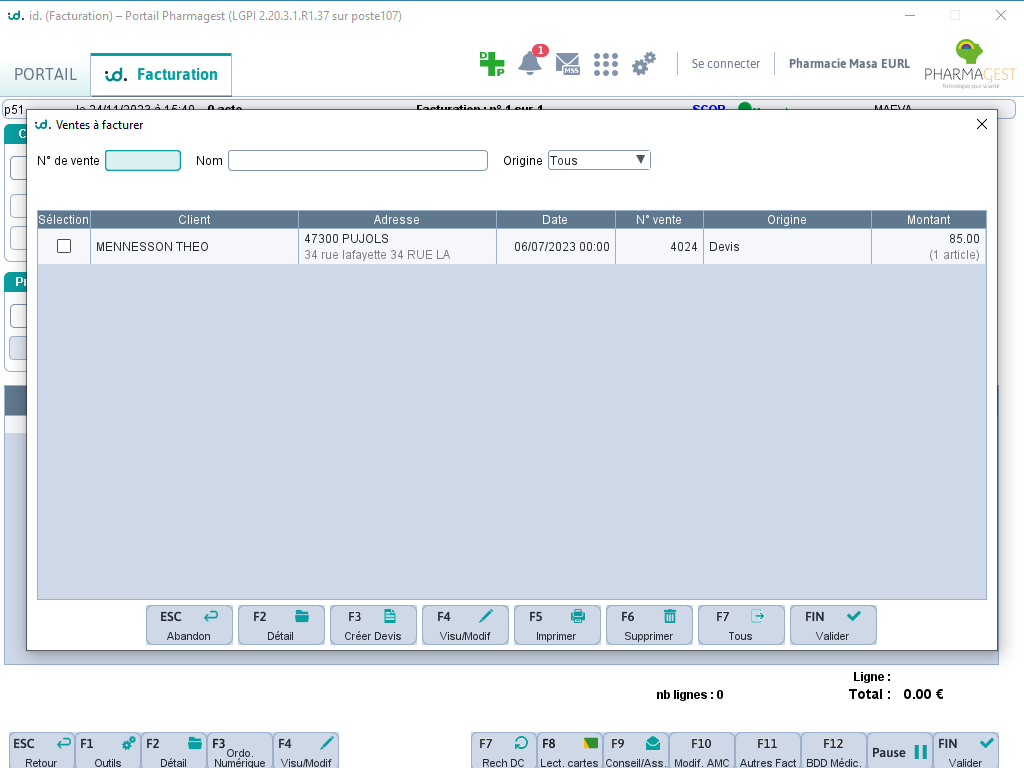 id. id. (Facturation) – Portail Pharmagest (LGPI 2.20.3.1.R1.37 sur poste107)
PORTAIL
id. Facturation
D P
1
MSS
Se connecter
Pharmacie Masa EURL
PHARMAGEST
Technologies pour la santé
p51
le 24/11/2023 à 15:40
0 acte
Facturation : n° 1 sur 1
SCOR
MAEVA
id. Ventes à facturer
N° de vente
Nom
Origine
Tous
Sélection Client Adresse Date N° vente Origine Montant
MENNESSON THEO
47300 PUJOLS
34 rue lafayette 34 RUE LA
06/07/2023 00:00
4024
Devis
85.00
(1 article)
ESC
Abandon
F2
Détail
F3
Créer Devis
F4
Visu/Modif
F5
Imprimer
F6
Supprimer
F7
Tous
FIN
Valider
Ligne :
nb lignes : 0
Total : 0.00 €
ESC
Retour
F1
Outils
F2
Détail
F3
Ordo.
Numérique
F4
Visu/Modif
F7
Rech DC
F8
Lect. cartes
F9
Conseil/Ass.
F10
Modif. AMC
F11
Autres Fact
F12
BDD Médic.
Pause
FIN
Valider